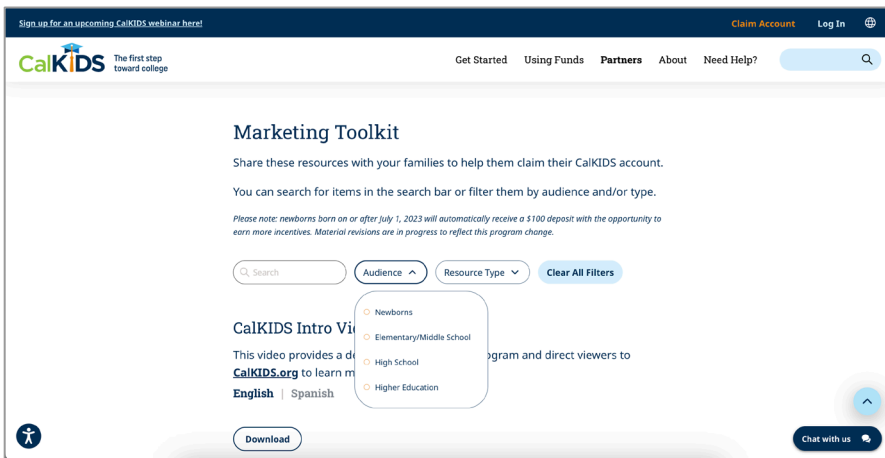 Sign up for an upcoming CalKIDS webinar here!
Claim Account
Log In
CalKIDS
The first step
toward college
Get Started
Using Funds
Partners
About
Need Help?
Marketing Toolkit
Share these resources with your families to help them claim their CalKIDS account.
You can search for items in the search bar or filter them by audience and/or type.
Please note: newborns born on or after July 1, 2023 will automatically receive a $100 deposit with the opportunity to
earn more incentives. Material revisions are in progress to reflect this program change.
Search
Audience
Resource Type
Clear All Filters
Newborns
Elementary/Middle School
High School
Higher Education
CalKIDS Intro
This video provides a and direct viewers to
CalKIDS.org to learn
English | Spanish
Download
Chat with us